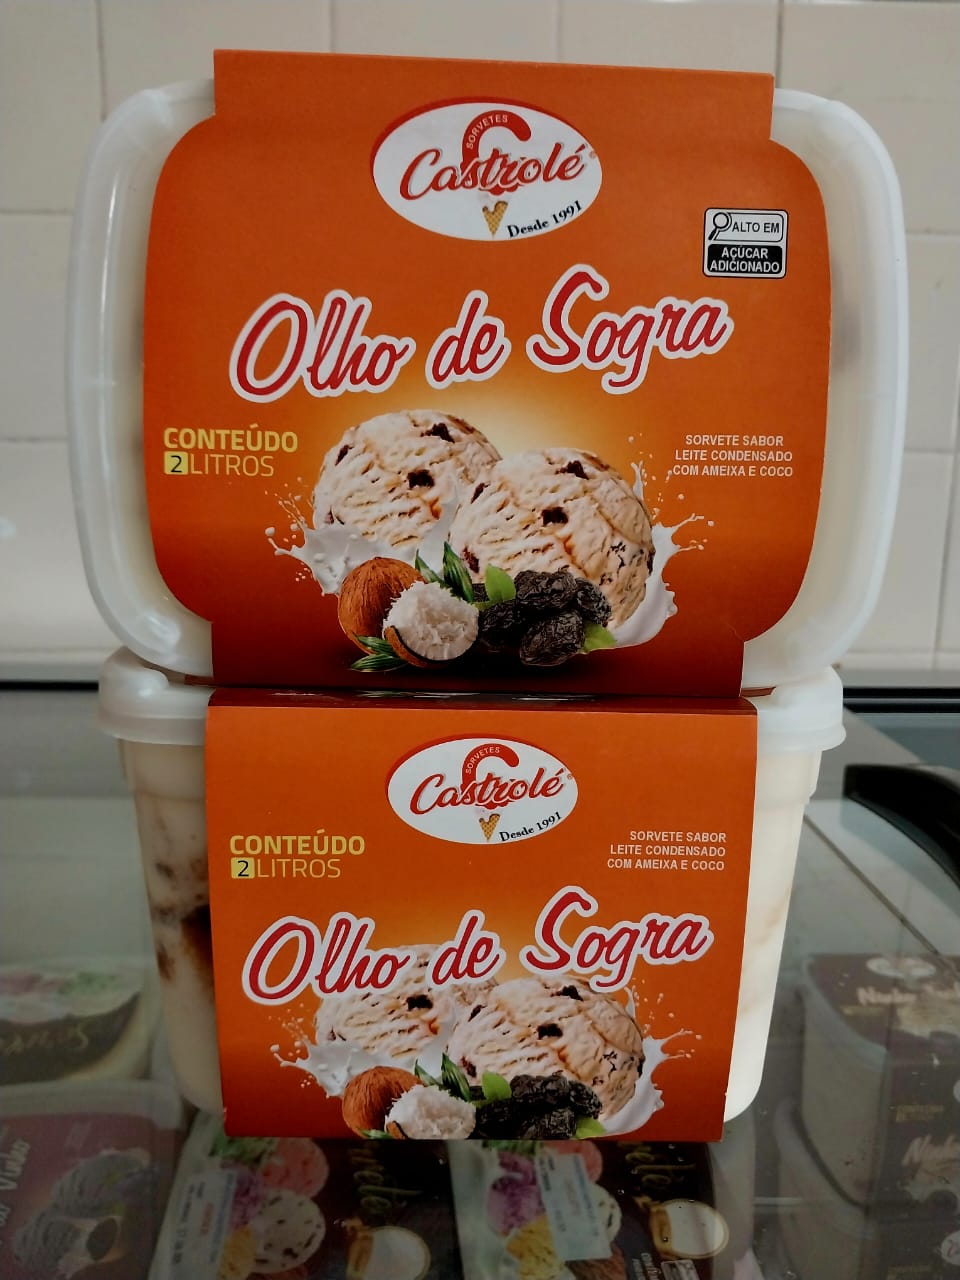 SORVETES
Castrolé
Desde 1991
ALTO EM
AÇÚCAR
ADICIONADO
Olho de Sogra
CONTEÚDO
2 LITROS
SORVETE SABOR
LEITE CONDENSADO
COM AMEIXA E COCO
SORVETES
Castrolé
Desde 1991
CONTEÚDO
2 LITROS
SORVETE SABOR
LEITE CONDENSADO
COM AMEIXA E COCO
Olho de Sogra